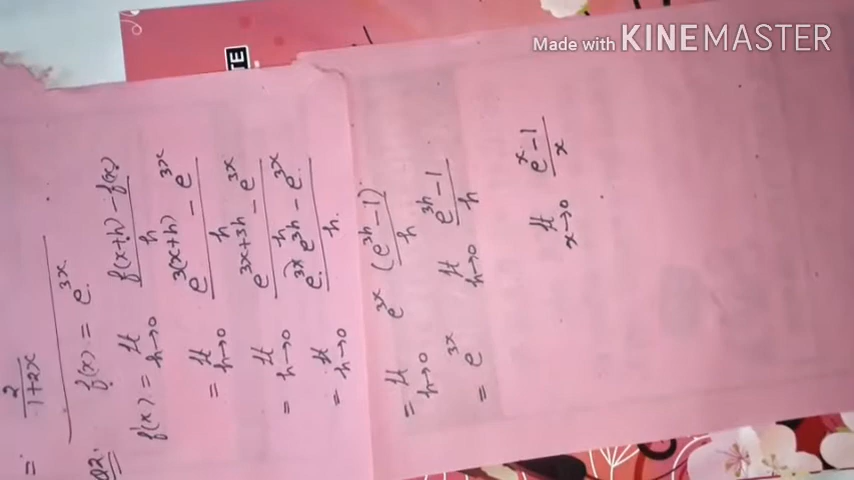 Made with KINEMASTER
TE
= 2/(1+2x)
Q2. f(x) = e^{3x}.
f'(x) = lt_{h→0} (f(x+h) - f(x))/h
= lt_{h→0} (e^{3(x+h)} - e^{3x})/h
= lt_{h→0} (e^{3x+3h} - e^{3x})/h
= lt_{h→0} (e^{3x} e^{3h} - e^{3x})/h.
= lt_{h→0} e^{3x} (e^{3h} - 1)/h
= e^{3x} lt_{h→0} (e^{3h} - 1)/h
lt_{x→0} (e^x - 1)/x